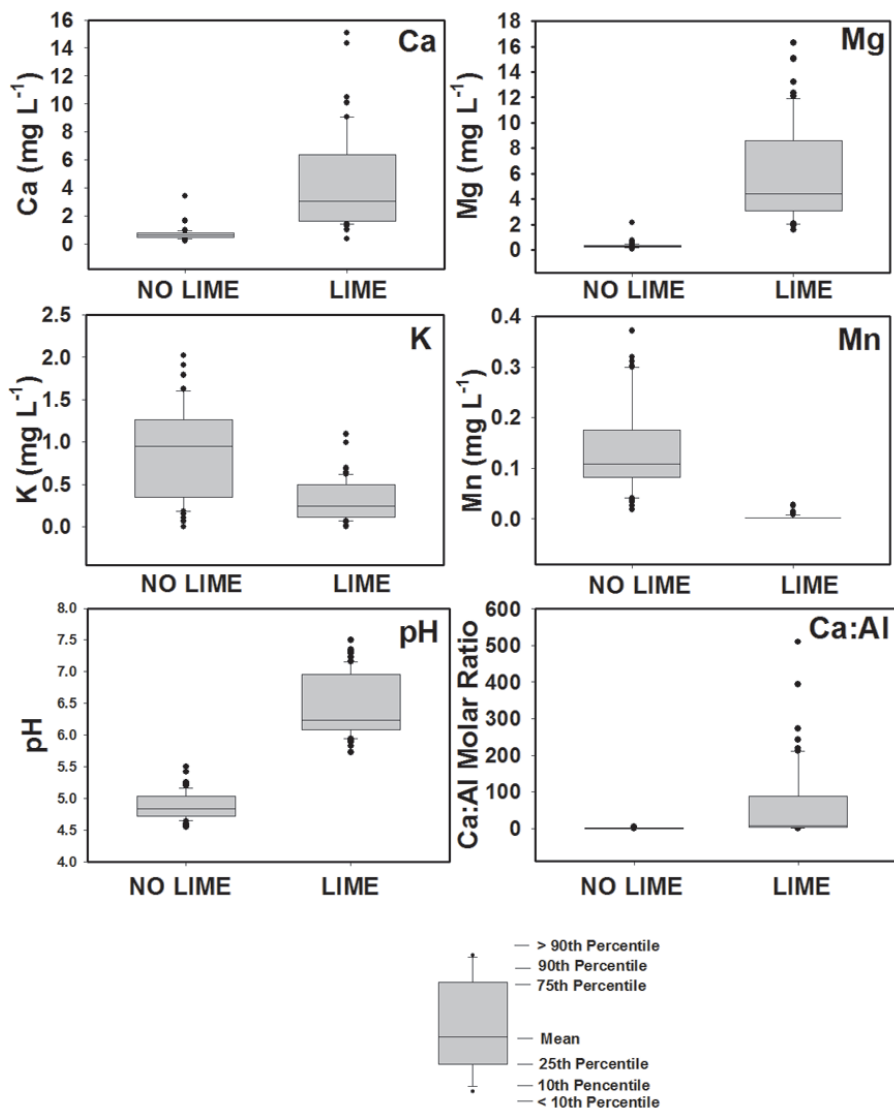 Ca
Ca (mg L⁻¹)
16
14
12
10
8
6
4
2
0
NO LIME
LIME
Mg
Mg (mg L⁻¹)
18
16
14
12
10
8
6
4
2
0
NO LIME
LIME
K
K (mg L⁻¹)
2.5
2.0
1.5
1.0
0.5
0.0
NO LIME
LIME
Mn
Mn (mg L⁻¹)
0.4
0.3
0.2
0.1
0.0
NO LIME
LIME
pH
pH
8.0
7.5
7.0
6.5
6.0
5.5
5.0
4.5
4.0
NO LIME
LIME
Ca:Al
Ca:Al Molar Ratio
600
500
400
300
200
100
0
NO LIME
LIME
> 90th Percentile
90th Percentile
75th Percentile
Mean
25th Percentile
10th Pencentile
< 10th Percentile